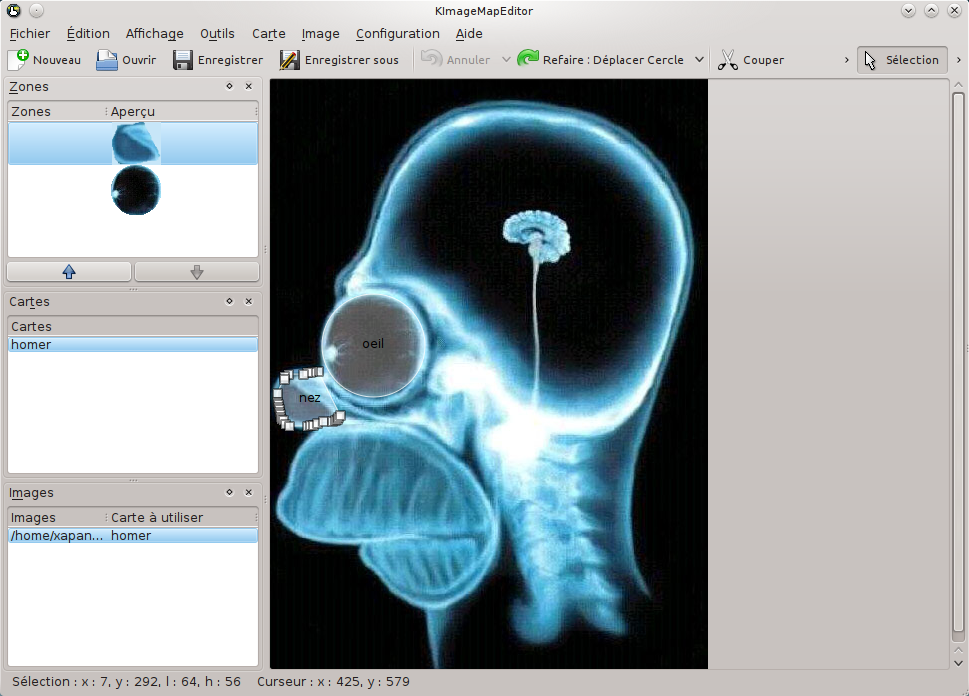 KImageMapEditor
Fichier Édition Affichage Outils Carte Image Configuration Aide
Nouveau Ouvrir Enregistrer Enregistrer sous Annuler Refaire : Déplacer Cercle Couper Sélection
Zones
Zones Aperçu
Cartes
Cartes
homer
Images
Images Carte à utiliser
/home/xapan... homer
oeil
nez
Sélection : x : 7, y : 292, l : 64, h : 56 Curseur : x : 425, y : 579